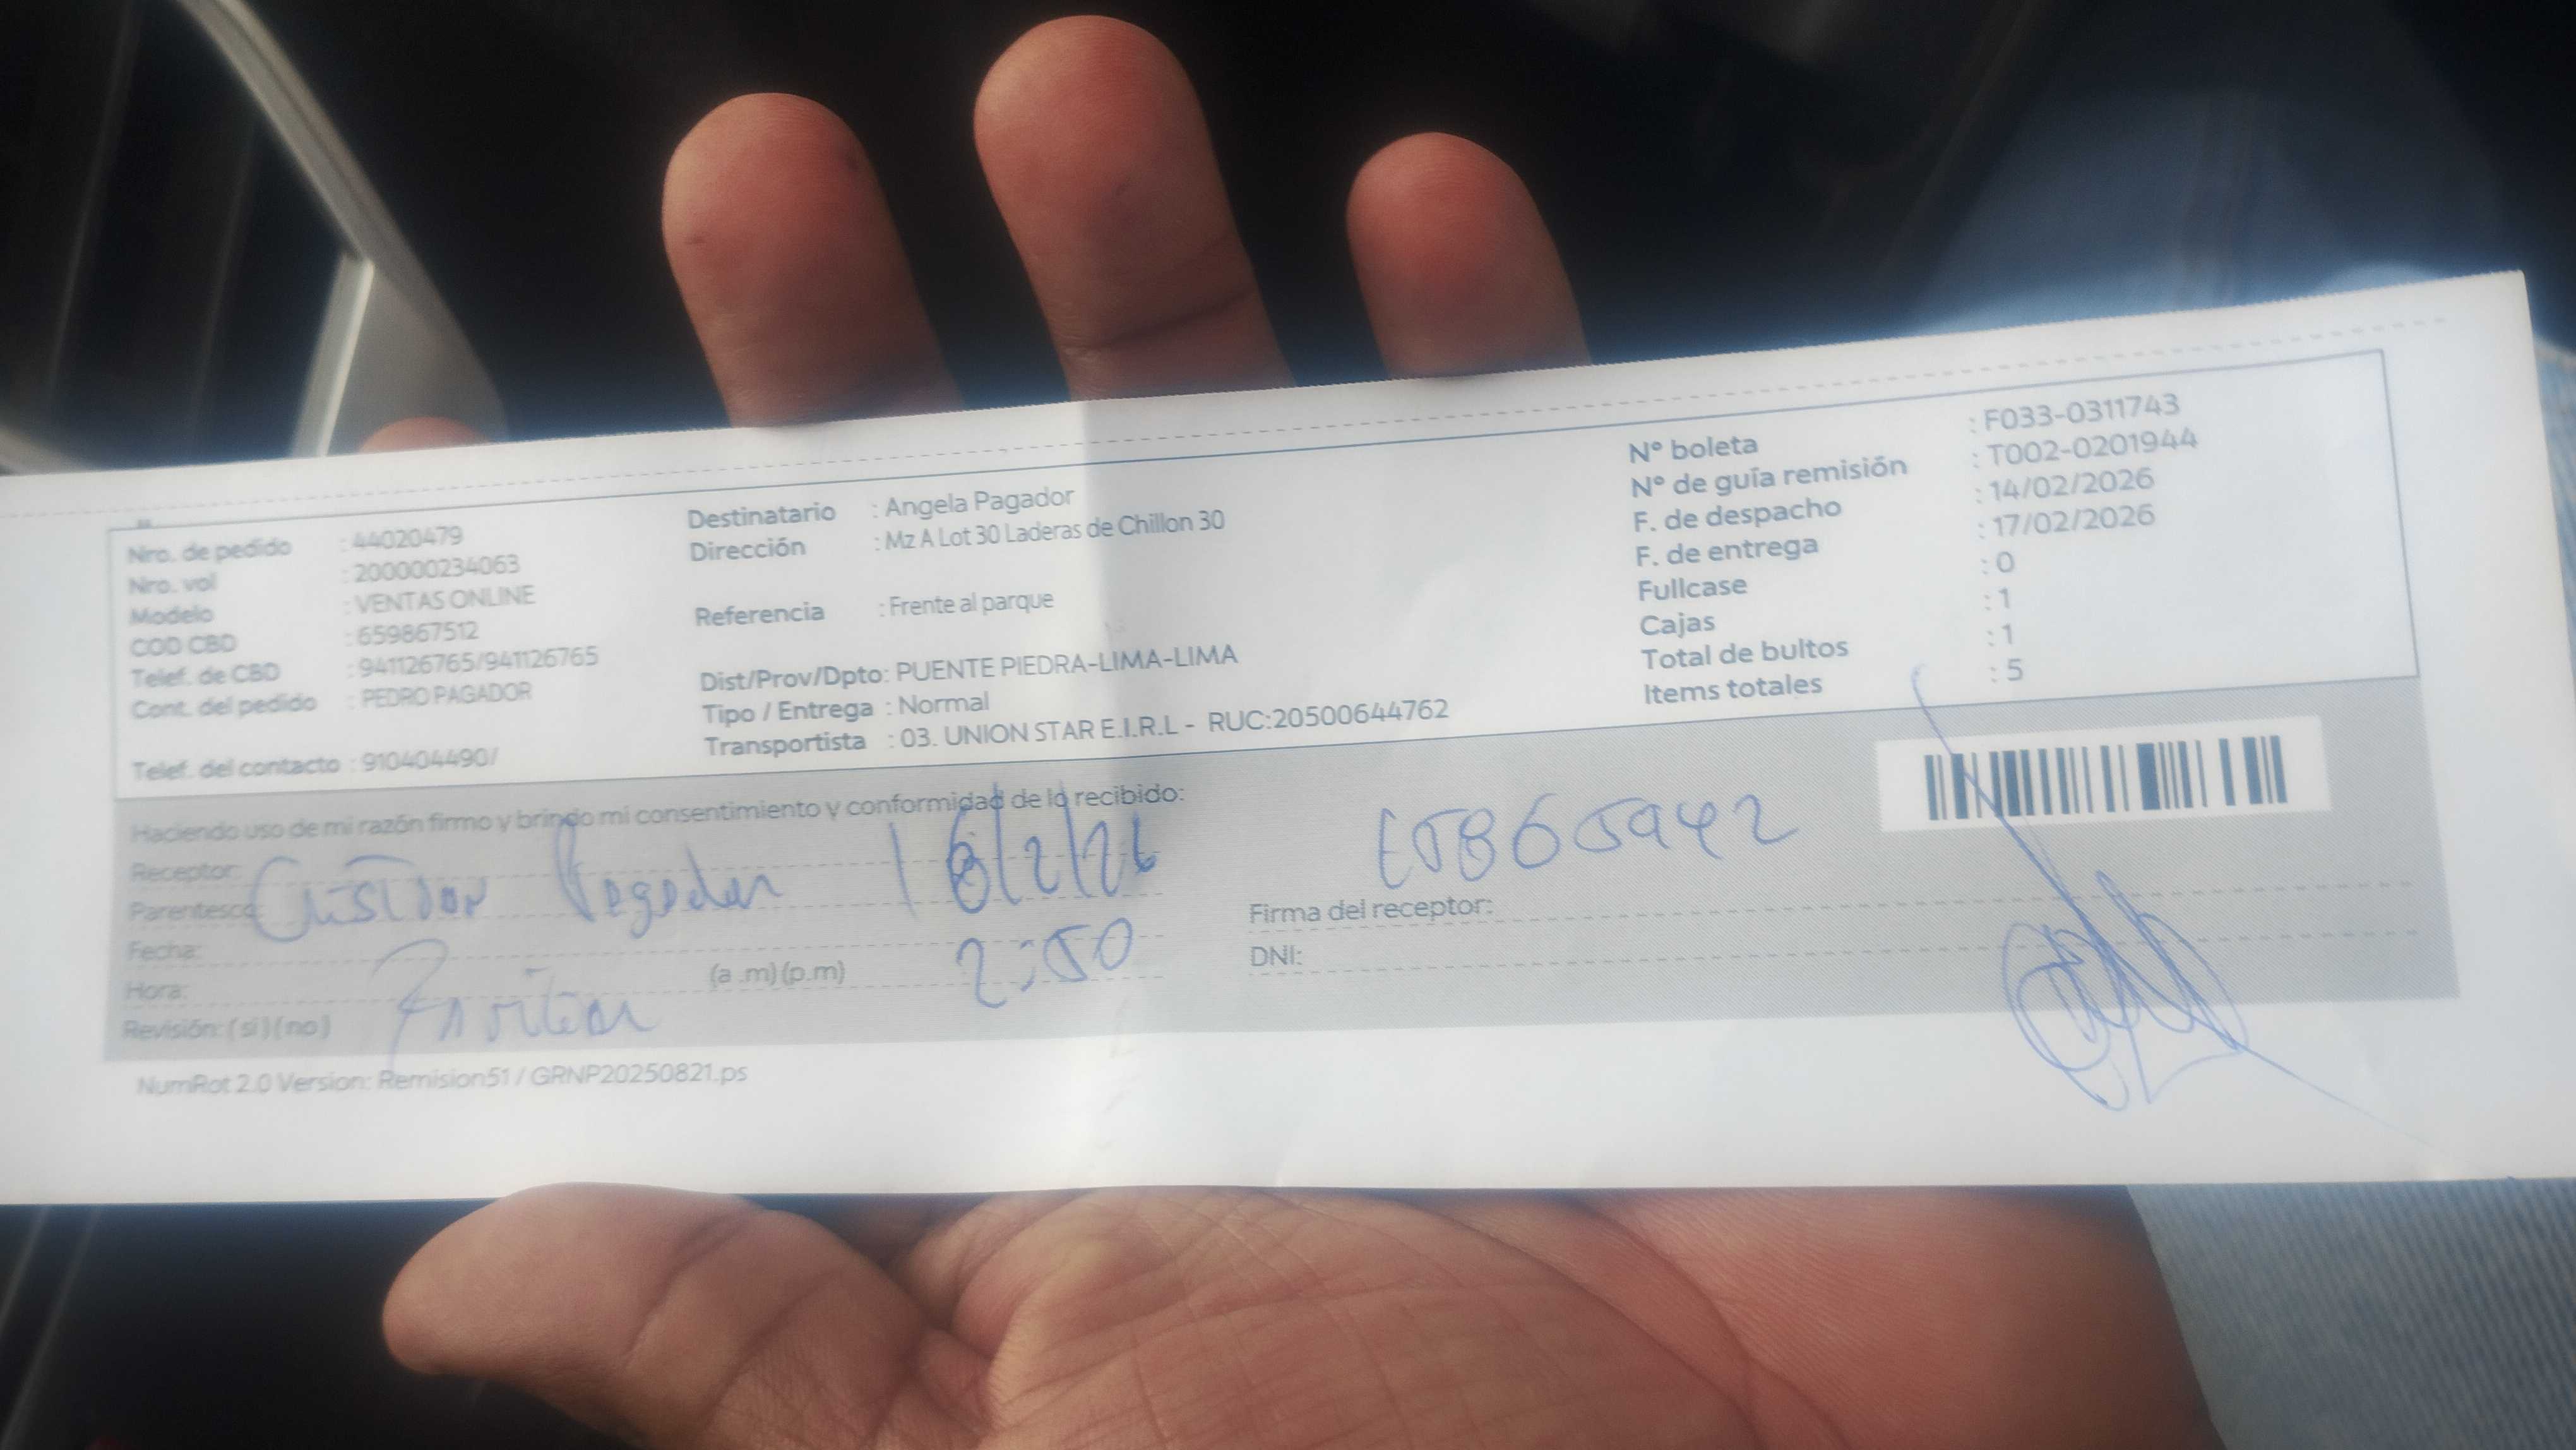 Nro. de pedido : 44020479
Nro. vol : 200000234063
Modelo : VENTAS ONLINE
COD CBD : 659867512
Telef. de CBD : 941126765/941126765
Cont. del pedido : PEDRO PAGADOR
Telef. del contacto : 910404490/
Destinatario : Angela Pagador
Dirección : Mz A Lot 30 Laderas de Chillon 30
Referencia : Frente al parque
Dist/Prov/Dpto: PUENTE PIEDRA-LIMA-LIMA
Tipo / Entrega : Normal
Transportista : 03. UNION STAR E.I.R.L - RUC:20500644762
N° boleta : F033-0311743
N° de guía remisión : T002-0201944
F. de despacho : 14/02/2026
F. de entrega : 17/02/2026
Fullcase : 0
Cajas : 1
Total de bultos : 1
Items totales : 5
Haciendo uso de mi razón firmo y brindo mi consentimiento y conformidad de lo recibido:
Receptor:
Parentesco:
Fecha:
Hora: (a .m) (p.m) 2:50
Revisión: ( si ) ( no )
Firma del receptor:
DNI:
NumRot 2.0 Version: Remision51 / GRNP20250821.ps